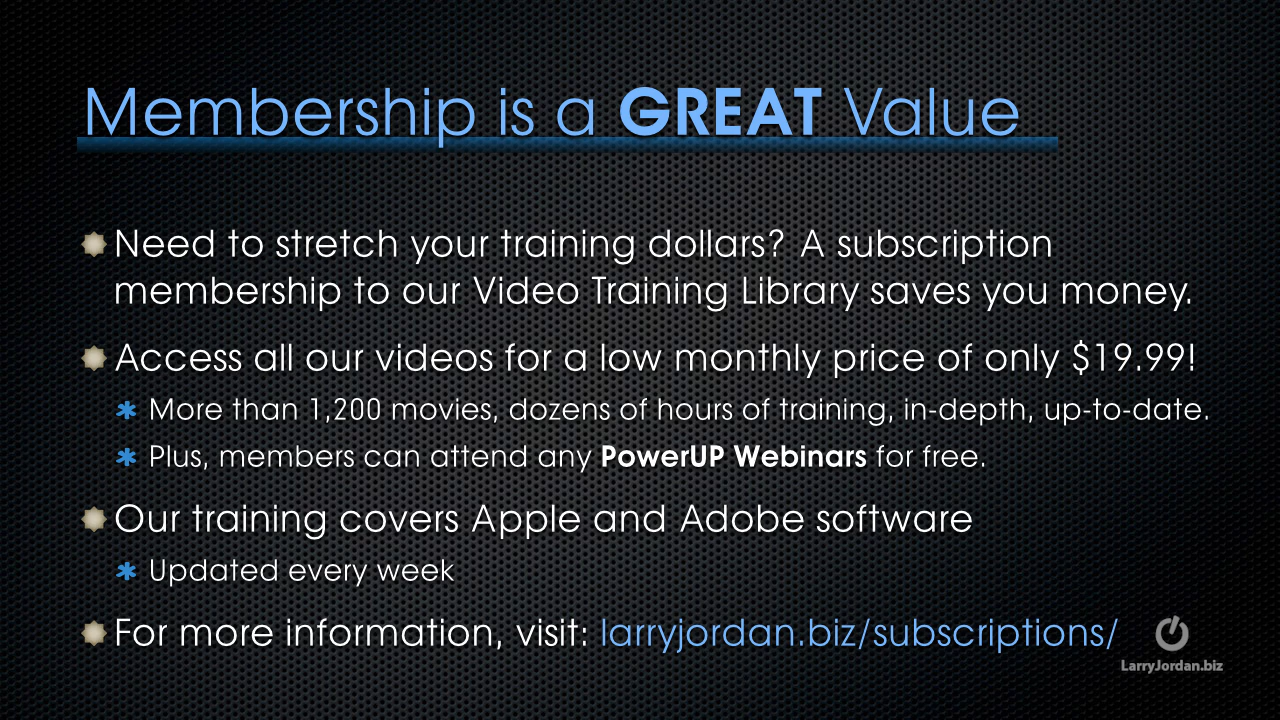 Membership is a GREAT Value
Need to stretch your training dollars? A subscription
membership to our Video Training Library saves you money.
Access all our videos for a low monthly price of only $19.99!
More than 1,200 movies, dozens of hours of training, in-depth, up-to-date.
Plus, members can attend any PowerUP Webinars for free.
Our training covers Apple and Adobe software
Updated every week
For more information, visit: larryjordan.biz/subscriptions/
LarryJordan.biz